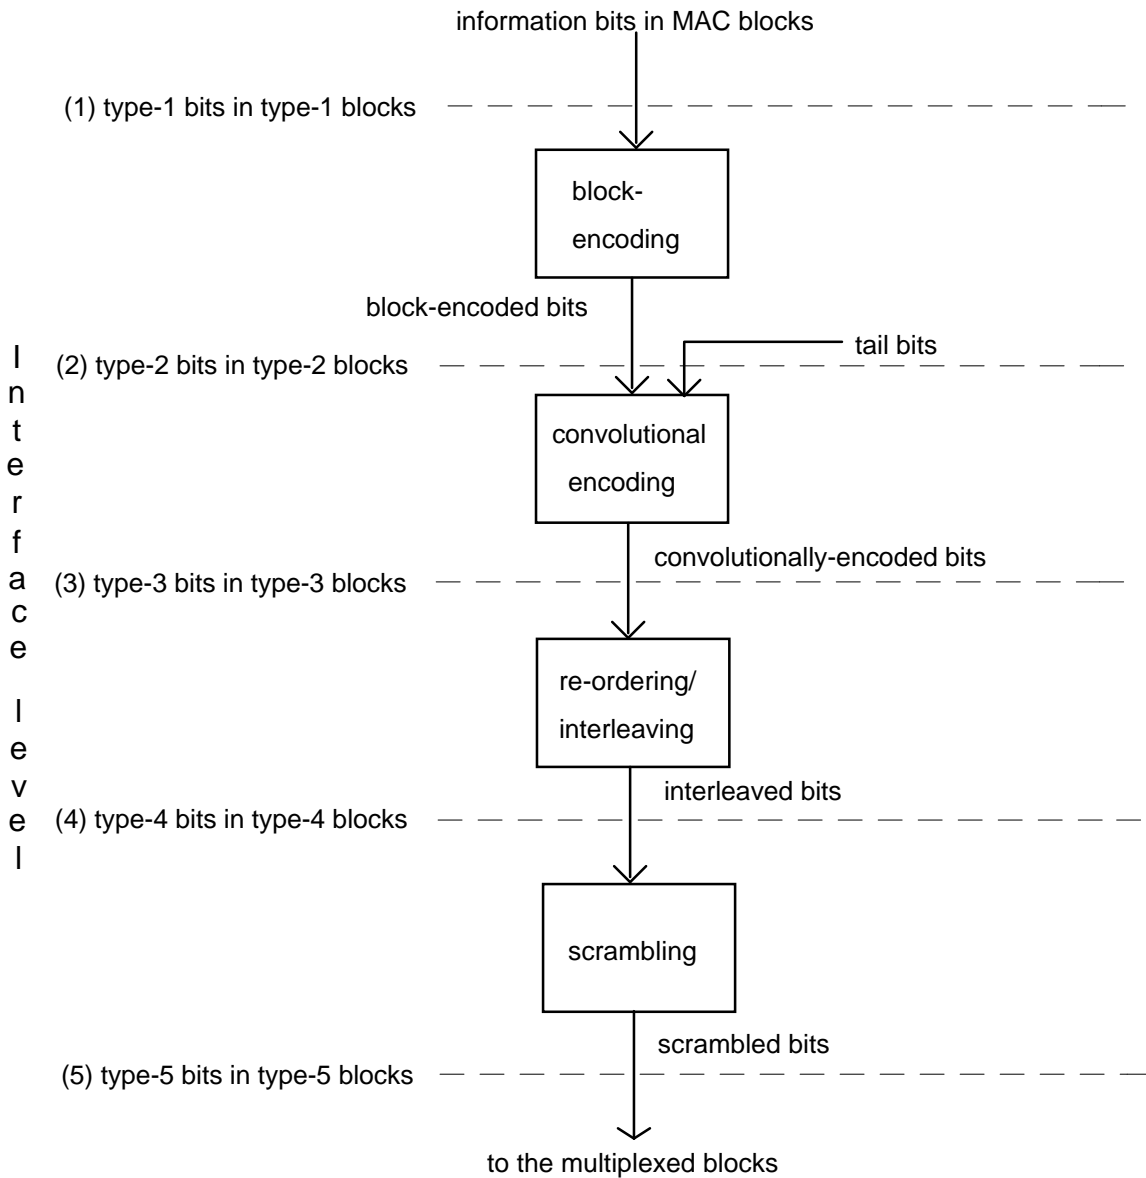 information bits in MAC blocks
(1) type-1 bits in type-1 blocks
block-
encoding
block-encoded bits
tail bits
(2) type-2 bits in type-2 blocks
convolutional
encoding
convolutionally-encoded bits
(3) type-3 bits in type-3 blocks
re-ordering/
interleaving
interleaved bits
(4) type-4 bits in type-4 blocks
scrambling
scrambled bits
(5) type-5 bits in type-5 blocks
to the multiplexed blocks
Interface level